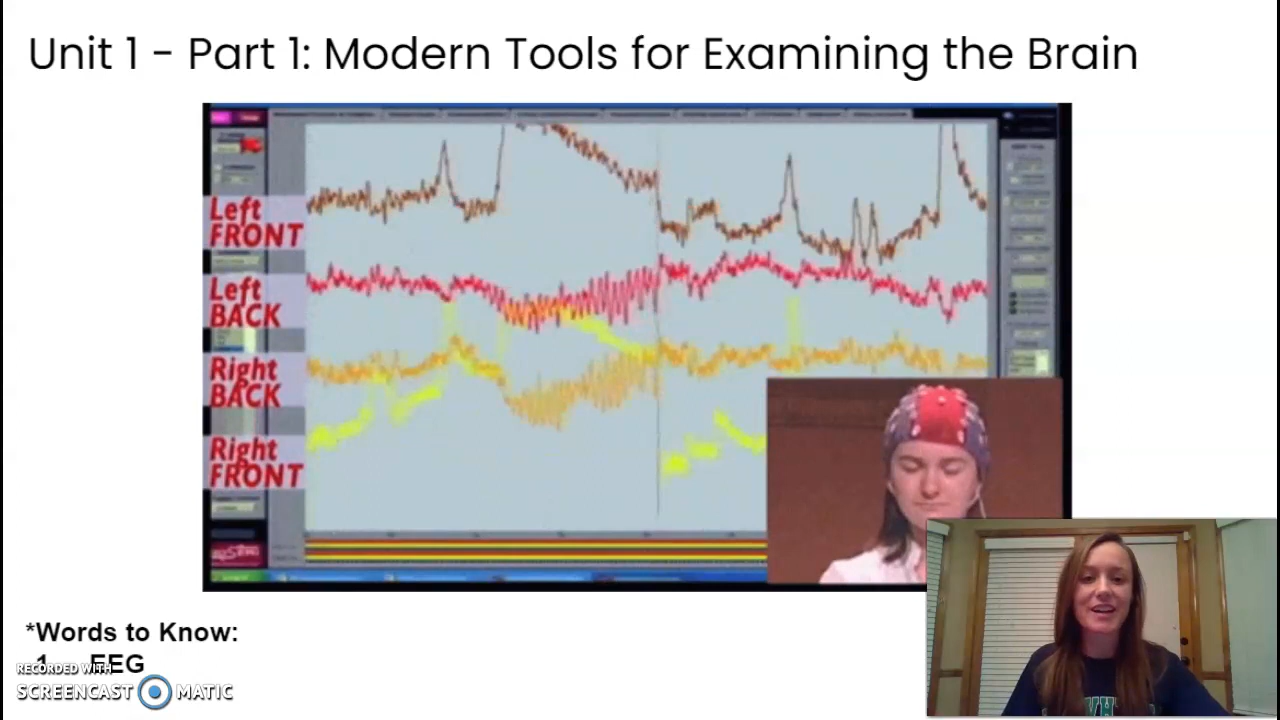 Unit 1 - Part 1: Modern Tools for Examining the Brain
Left
FRONT
Left
BACK
Right
BACK
Right
FRONT
*Words to Know:
1. EEG
RECORDED WITH
SCREENCAST MATIC